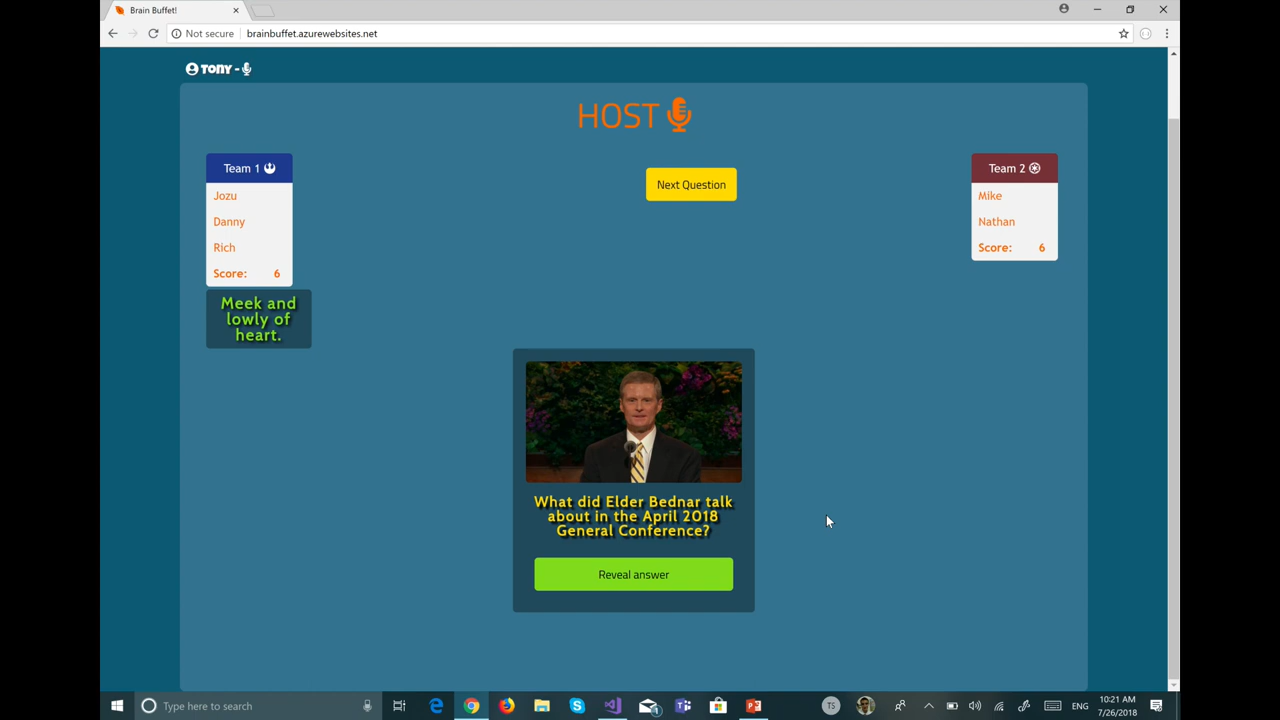 Brain Buffet!
Not secure
brainbuffet.azurewebsites.net
TONY -
HOST
Team 1
Jozu
Danny
Rich
Score: 6
Meek and
lowly of
heart.
Next Question
Team 2
Mike
Nathan
Score: 6
What did Elder Bednar talk
about in the April 2018
General Conference?
Reveal answer
Type here to search
TS
ENG
10:21 AM
7/26/2018